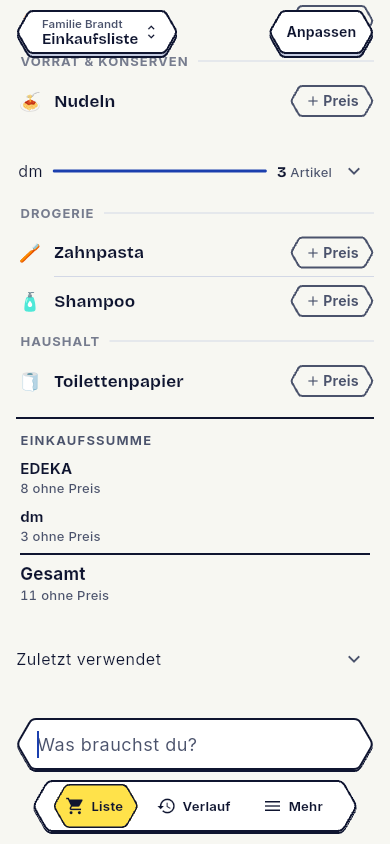 Familie Brandt
Einkaufsliste
Anpassen
VORRAT & KONSERVEN
Nudeln
+ Preis
dm
3 Artikel
DROGERIE
Zahnpasta
+ Preis
Shampoo
+ Preis
HAUSHALT
Toilettenpapier
+ Preis
EINKAUFSSUMME
EDEKA
8 ohne Preis
dm
3 ohne Preis
Gesamt
11 ohne Preis
Zuletzt verwendet
Was brauchst du?
Liste
Verlauf
Mehr